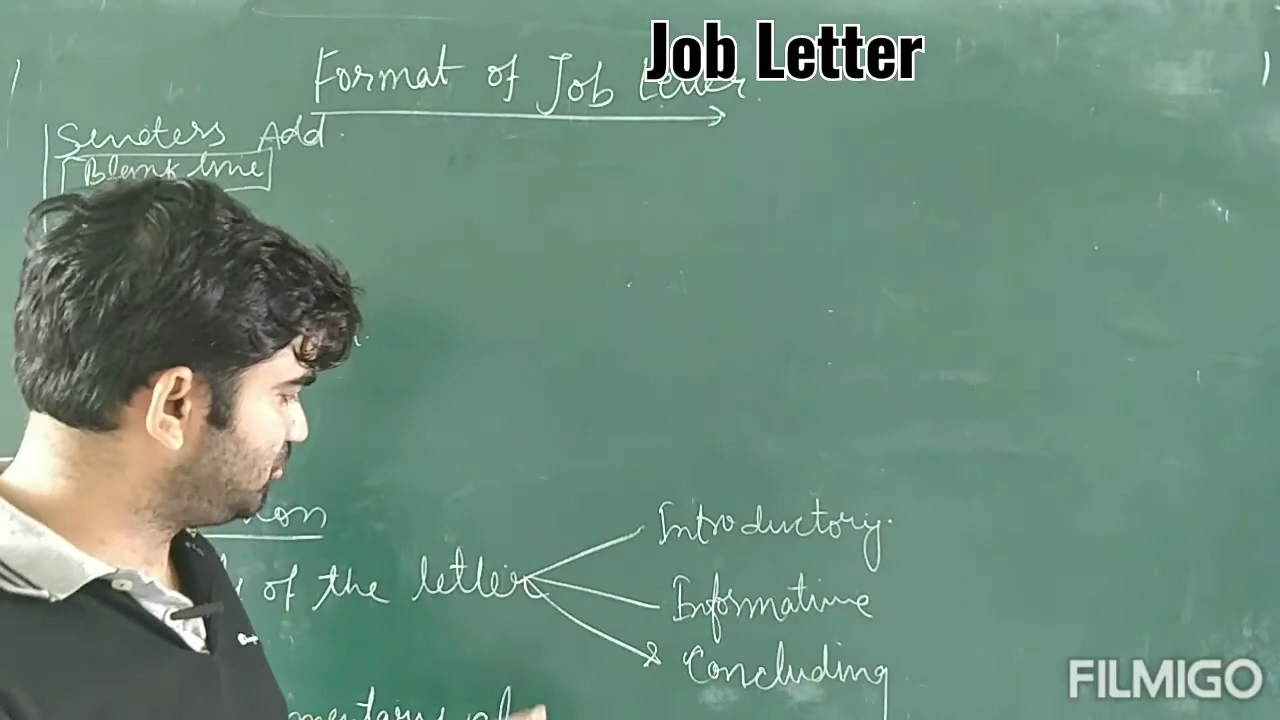 Job Letter
Format of Job Letter
Senders Add.
Blank line
of the letter
Introductory.
Informative
Concluding
FILMIGO